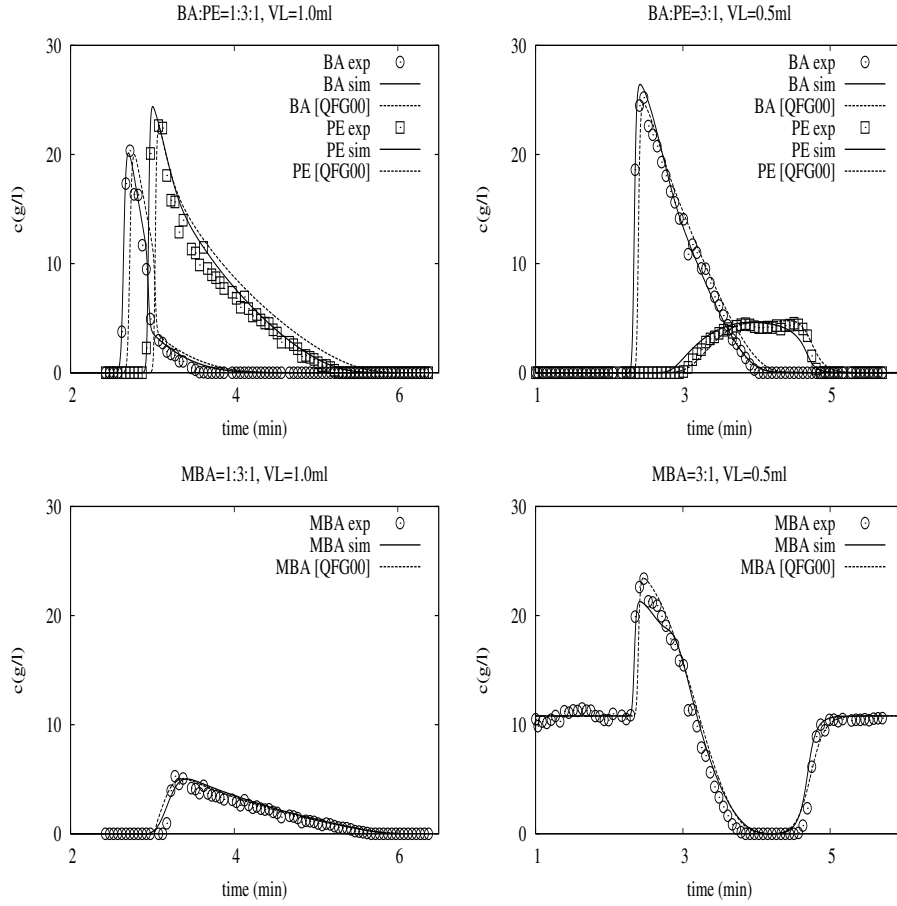 BA:PE=1:3:1, VL=1.0ml
30
20
10
0
c(g/l)
BA exp
BA sim
BA [QFG00]
PE exp
PE sim
PE [QFG00]
2
4
6
time (min)
BA:PE=3:1, VL=0.5ml
30
20
10
0
c(g/l)
BA exp
BA sim
BA [QFG00]
PE exp
PE sim
PE [QFG00]
1
3
5
time (min)
MBA=1:3:1, VL=1.0ml
30
20
10
0
c(g/l)
MBA exp
MBA sim
MBA [QFG00]
2
4
6
time (min)
MBA=3:1, VL=0.5ml
30
20
10
0
c(g/l)
MBA exp
MBA sim
MBA [QFG00]
1
3
5
time (min)